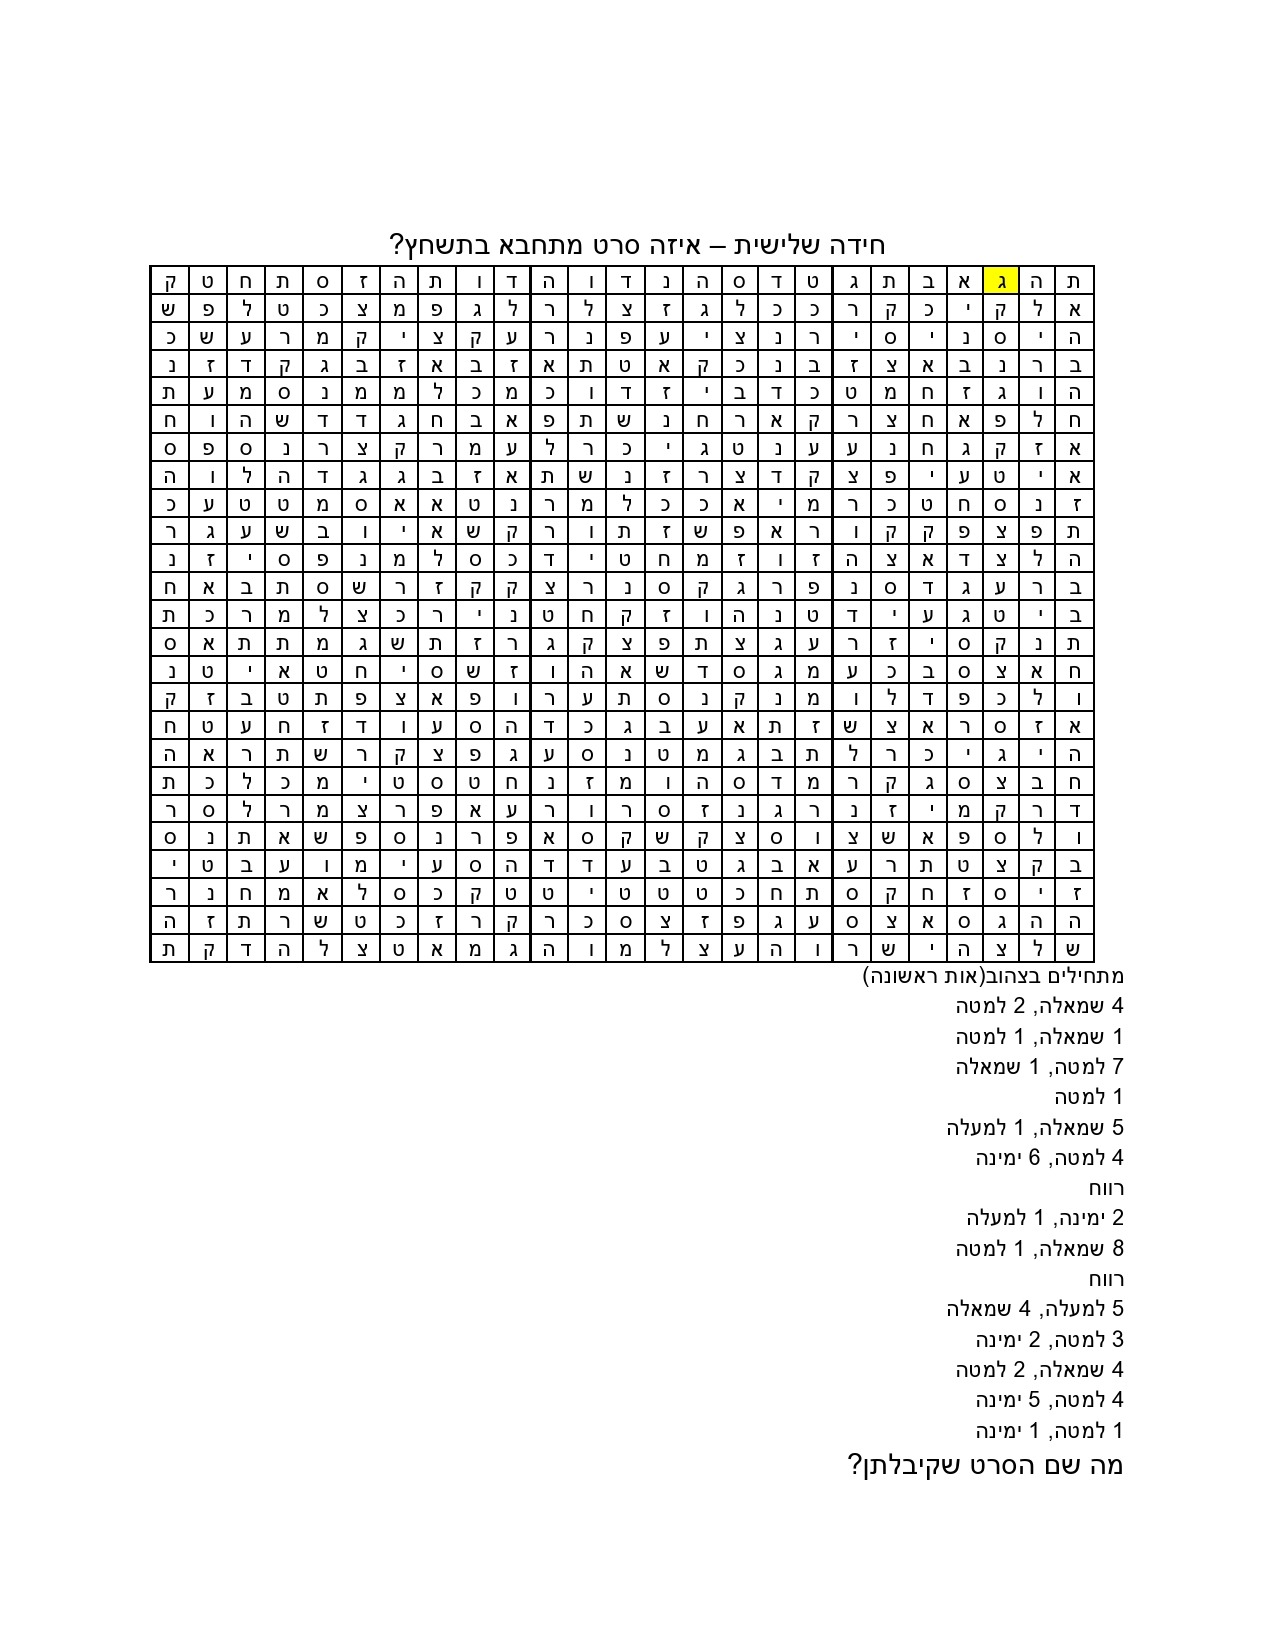 חידה שלישית – איזה סרט מתחבא בתשחץ?
ת ה ג א ב ת ג ט ד ס ה נ ד ו ה ד ו ת ה ז ס ת ח ט ק
א ל ק י כ ק ר כ כ ל ג ז צ ל ר ל ג פ מ צ כ ט ל פ ש
ה י ס נ י ס י ר נ צ י ע פ נ ר ע ק צ י ק מ ר ע ש כ
ב ר נ ב א צ ז ב נ כ ק א ט ת א ז ב א ז ב ג ק ד ז נ
ה ו ג ז ח מ ט כ ד ב י ז ד ו כ מ כ ל מ מ נ ס מ ע ת
ח ל פ א ח צ ר ק א ר ח נ ש ת פ א ב ח ג ד ד ש ה ו ח
א ז ק ג ח נ ע ע נ ט ג י כ ר ל ע מ ר ק צ ר נ ס פ ס
א י ט ע י פ צ ק ד צ ר ז נ ש ת א ז ב ג ג ד ה ל ו ה
ז נ ס ח ט כ ר מ י א כ כ ל מ ר נ ט א א ס מ ט ט ע כ
ת פ צ פ ק ק ו ר א פ ש ז ת ו ר ק ש א י ו ב ש ע ג ר
ה ל צ ד א צ ה ז ו ז מ ח ט י ד כ ס ל מ נ פ ס י ז נ
ב ר ע ג ד ס נ פ ר ג ק ס נ ר צ ק ק ז ר ש ס ת ב א ח
ב י ט ג ע י ד ט נ ה ו ז ק ח ט נ י ר כ צ ל מ ר כ ת
ת נ ק ס י ז ר ע ג צ ת פ צ ק ג ר ז ת ש ג מ ת ת א ס
ח א צ ס ב כ ע מ ג ס ד ש א ה ו ז ש ס י ח ט א י ט נ
ו ל כ פ ד ל ו מ נ ק נ ס ת ע ר ו פ א צ פ ת ט ב ז ק
א ז ס ר א צ ש ז ת א ע ב ג כ ד ה ס ע ו ד ז ח ע ט ח
ה י ג י כ ר ל ת ב ג מ ט נ ס ע ג פ צ ק ר ש ת ר א ה
ח ב צ ס ג ק ר מ ד ס ה ו מ ז נ ח ט ס ט י מ כ ל כ ת
ד ר ק מ י ז נ ר ג נ ז ס ר ו ר ע א פ ר צ מ ר ל ס ר
ו ל ס פ א ש צ ו ס צ ק ש ק ס א פ ר נ ס פ ש א ת נ ס
ב ק צ ט ת ר ע א ב ג ט ב ע ד ד ה ס ע י מ ו ע ב ט י
ז י ס ז ח ק ס ת ח כ ט ט ט י ט ט ק כ ס ל א מ ח נ ר
ה ה ג ס א צ ס ע ג פ ז צ ס כ ר ק ר ז כ ט ש ר ת ז ה
ש ל צ ה י ש ר ו ה ע צ ל מ ו ה ג מ א ט צ ל ה ד ק ת
מתחילים בצהוב(אות ראשונה)
4 שמאלה, 2 למטה
1 שמאלה, 1 למטה
7 למטה, 1 שמאלה
1 למטה
5 שמאלה, 1 למעלה
4 למטה, 6 ימינה
רווח
2 ימינה, 1 למעלה
8 שמאלה, 1 למטה
רווח
5 למעלה, 4 שמאלה
3 למטה, 2 ימינה
4 שמאלה, 2 למטה
4 למטה, 5 ימינה
1 למטה, 1 ימינה
מה שם הסרט שקיבלתן?